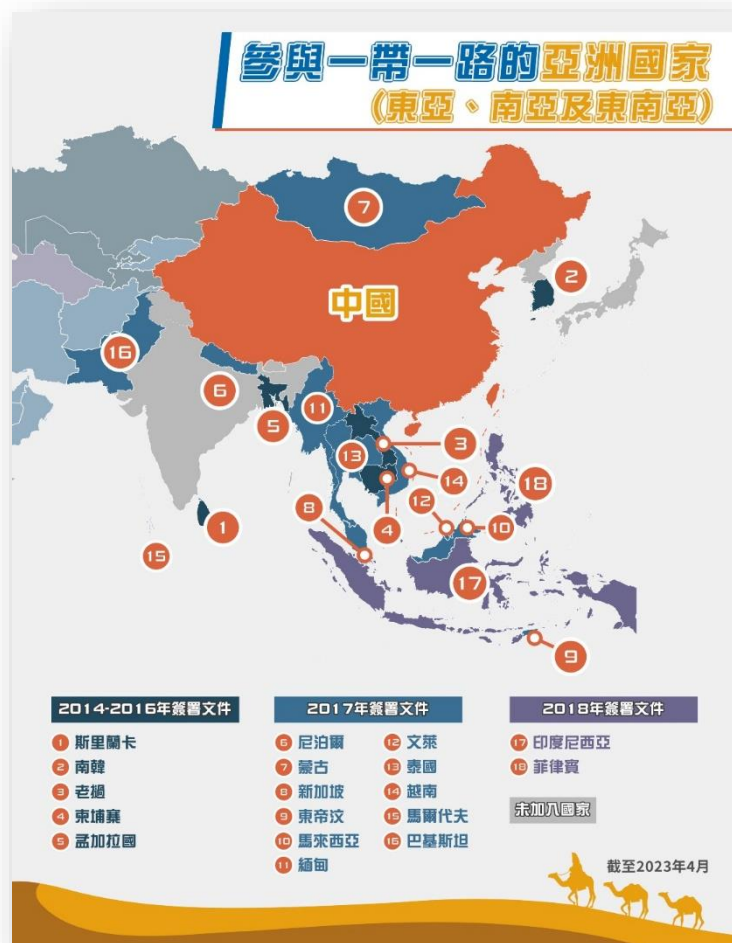 參與一帶一路的亞洲國家
(東亞、南亞及東南亞)
7
2
中國
16
6
11
5
13
3
14
18
12
8
4
10
1
15
17
9
2014-2016年簽署文件
1 斯里蘭卡
2 南韓
3 老撾
4 柬埔寨
5 孟加拉國
2017年簽署文件
6 尼泊爾
7 蒙古
8 新加坡
9 東帝汶
10 馬來西亞
11 緬甸
12 文萊
13 泰國
14 越南
15 馬爾代夫
16 巴基斯坦
2018年簽署文件
17 印度尼西亞
18 菲律賓
未加入國家
截至2023年4月